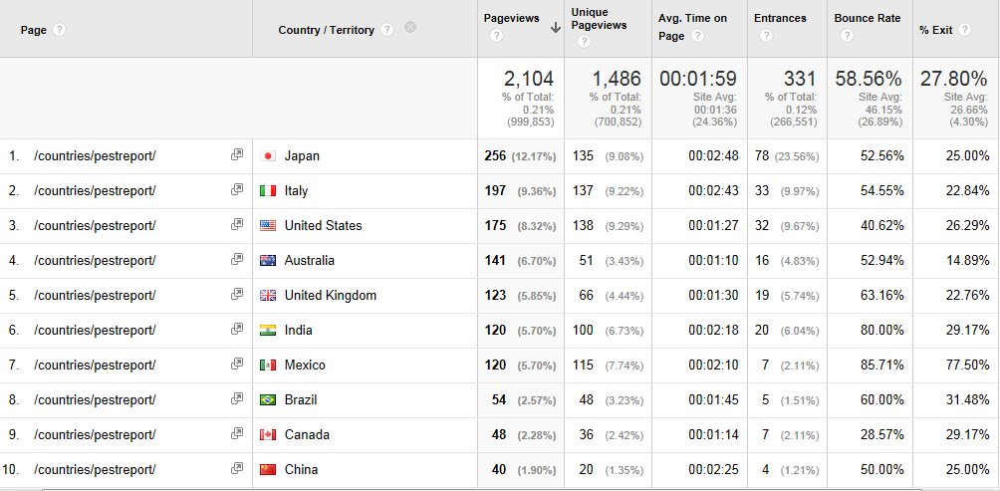 Page ? Country / Territory ? Pageviews ? Unique Pageviews ? Avg. Time on Page ? Entrances ? Bounce Rate ? % Exit ?
2,104 1,486 00:01:59 331 58.56% 27.80%
% of Total: % of Total: Site Avg: % of Total: Site Avg: Site Avg:
0.21% 0.21% 00:01:36 0.12% 46.15% 26.66%
(999,853) (700,852) (24.36%) (266,551) (26.89%) (4.30%)
1. /countries/pestreport/ Japan 256 (12.17%) 135 (9.08%) 00:02:48 78 (23.56%) 52.56% 25.00%
2. /countries/pestreport/ Italy 197 (9.36%) 137 (9.22%) 00:02:43 33 (9.97%) 54.55% 22.84%
3. /countries/pestreport/ United States 175 (8.32%) 138 (9.29%) 00:01:27 32 (9.67%) 40.62% 26.29%
4. /countries/pestreport/ Australia 141 (6.70%) 51 (3.43%) 00:01:10 16 (4.83%) 52.94% 14.89%
5. /countries/pestreport/ United Kingdom 123 (5.85%) 66 (4.44%) 00:01:30 19 (5.74%) 63.16% 22.76%
6. /countries/pestreport/ India 120 (5.70%) 100 (6.73%) 00:02:18 20 (6.04%) 80.00% 29.17%
7. /countries/pestreport/ Mexico 120 (5.70%) 115 (7.74%) 00:02:10 7 (2.11%) 85.71% 77.50%
8. /countries/pestreport/ Brazil 54 (2.57%) 48 (3.23%) 00:01:45 5 (1.51%) 60.00% 31.48%
9. /countries/pestreport/ Canada 48 (2.28%) 36 (2.42%) 00:01:14 7 (2.11%) 28.57% 29.17%
10. /countries/pestreport/ China 40 (1.90%) 20 (1.35%) 00:02:25 4 (1.21%) 50.00% 25.00%